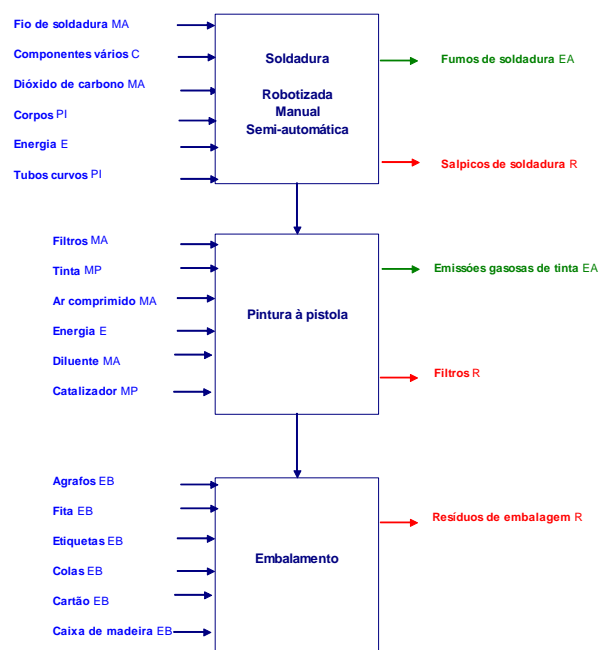 Fio de soldadura MA
Componentes vários C
Dióxido de carbono MA
Corpos PI
Energia E
Tubos curvos PI
Soldadura
Robotizada
Manual
Semi-automática
Fumos de soldadura EA
Salpicos de soldadura R
Filtros MA
Tinta MP
Ar comprimido MA
Energia E
Diluente MA
Catalizador MP
Pintura à pistola
Emissóes gasosas de tinta EA
Filtros R
Agrafos EB
Fita EB
Etiquetas EB
Colas EB
Cartão EB
Caixa de madeira EB
Embalamento
Resíduos de embalagem R